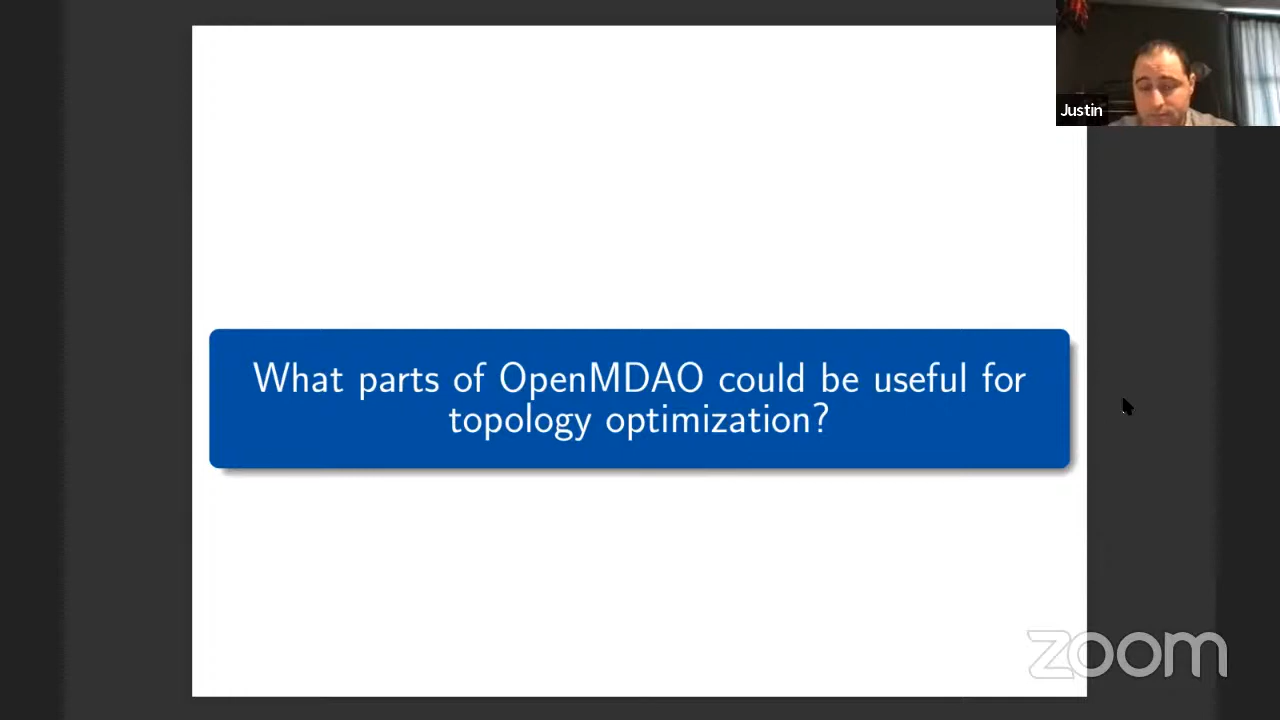 Justin
What parts of OpenMDAO could be useful for
topology optimization?
zoom